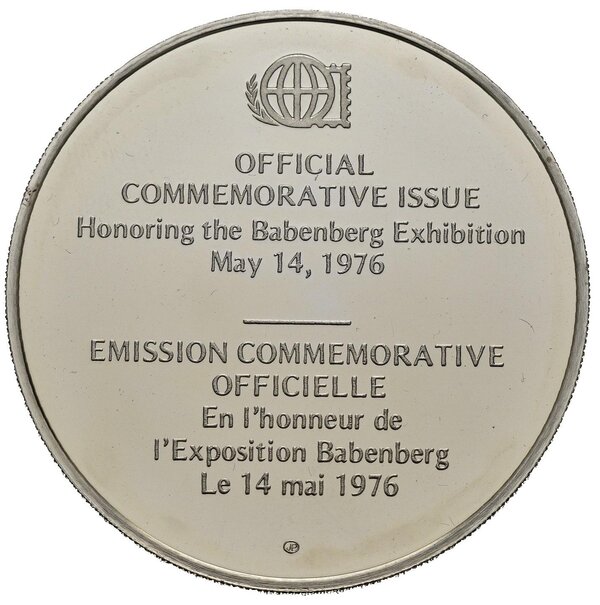 OFFICIAL
COMMEMORATIVE ISSUE
Honoring the Babenberg Exhibition
May 14, 1976
EMISSION COMMEMORATIVE
OFFICIELLE
En l'honneur de
l'Exposition Babenberg
Le 14 mai 1976
JP